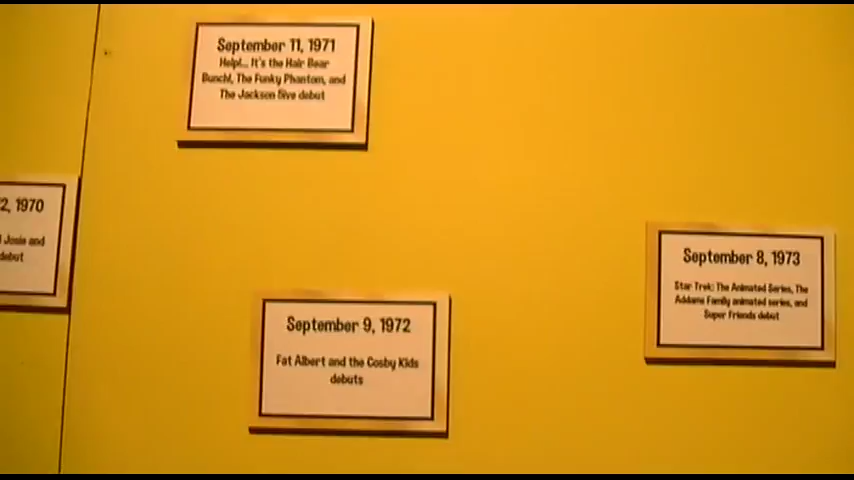 September 11, 1971
Help!... It's the Hair Bear
Bunch!, The Funky Phantom, and
The Jackson 5ive debut
2, 1970
Josie and
debut
September 9, 1972
Fat Albert and the Cosby Kids
debuts
September 8, 1973
Star Trek: The Animated Series, The
Addams Family animated series, and
Super Friends debut